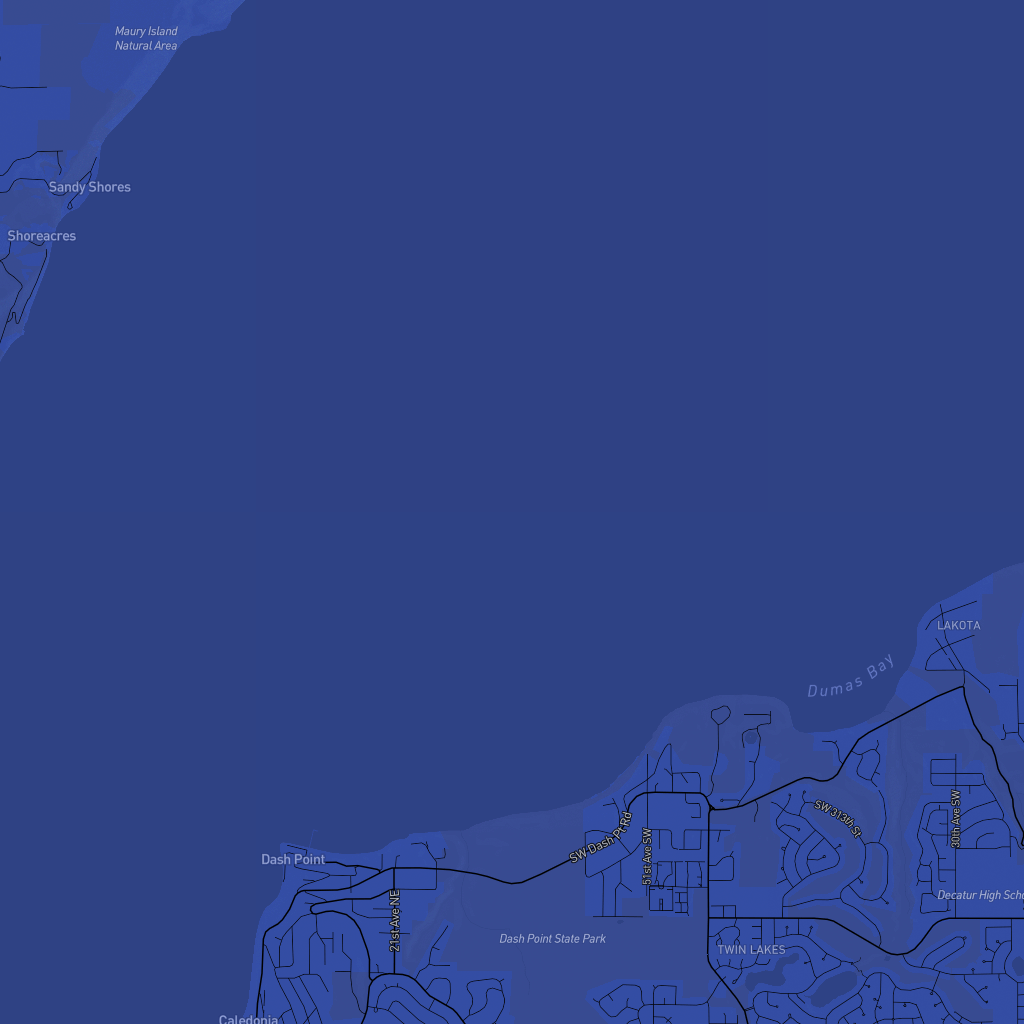 Maury Island
Natural Area
Sandy Shores
Shoreacres
LAKOTA
Dumas Bay
SW 313th St
30th Ave SW
SW Dash Pt Rd
51st Ave SW
Dash Point
Decatur High Scho
21st Ave NE
Dash Point State Park
TWIN LAKES
Caledonia